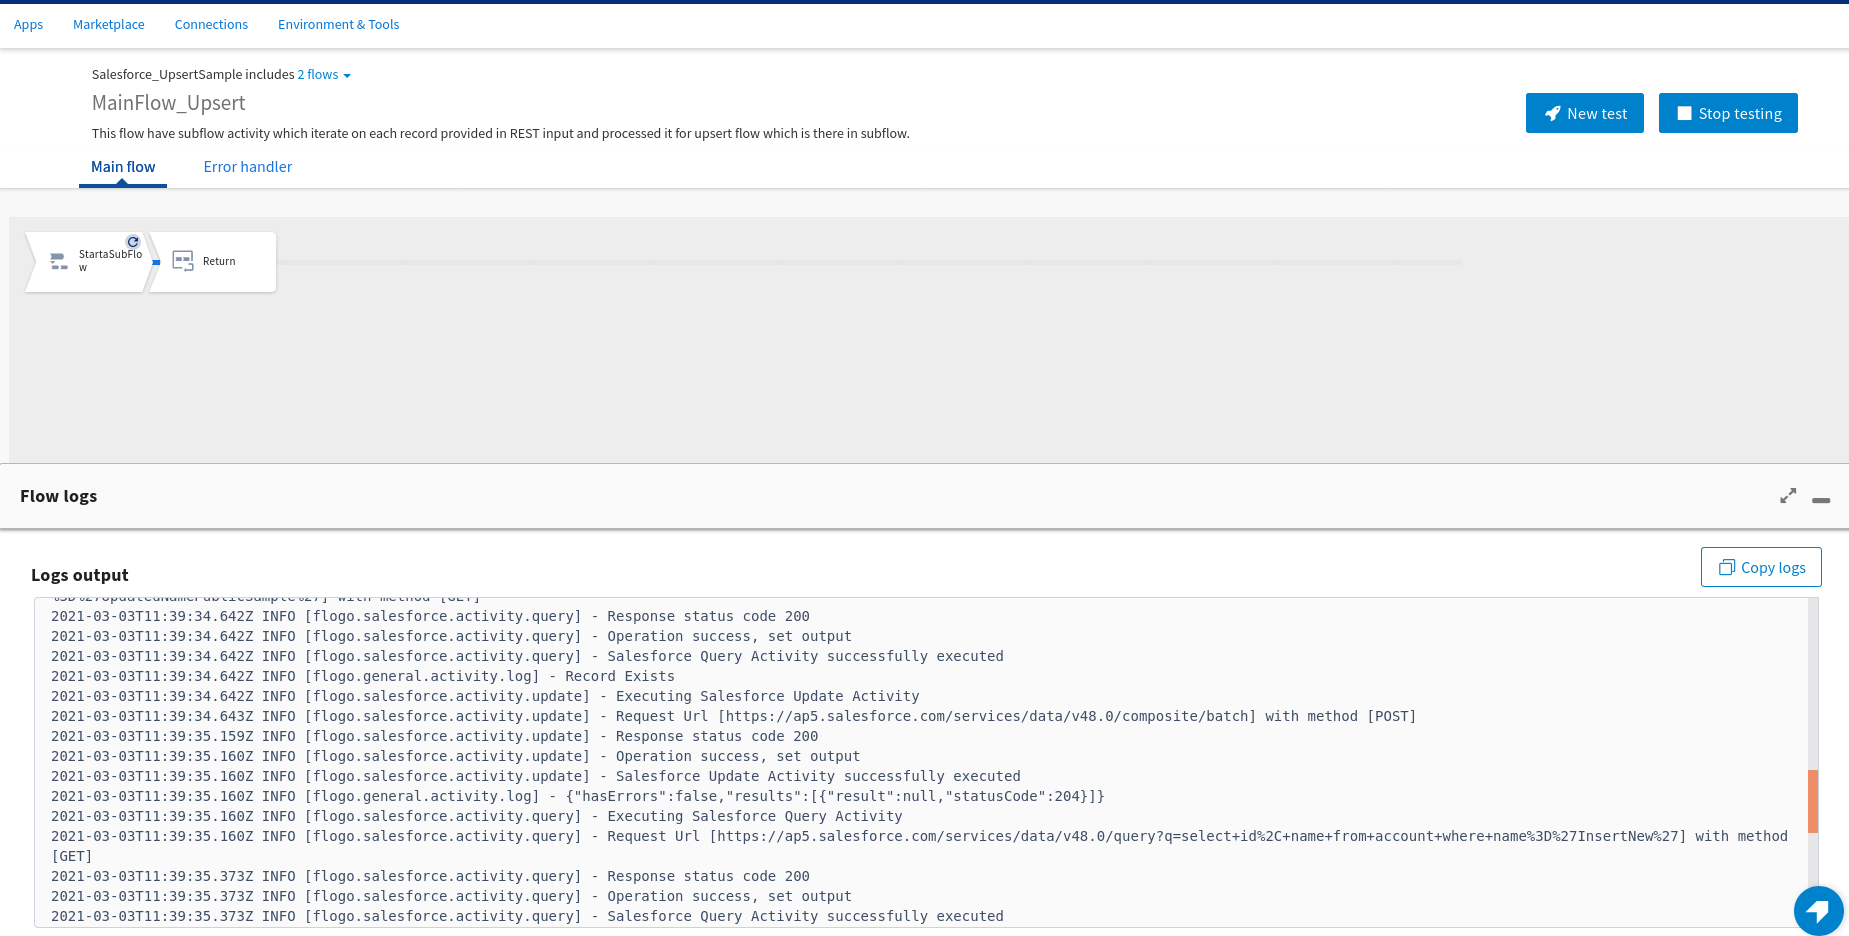 Apps Marketplace Connections Environment & Tools
Salesforce_UpsertSample includes 2 flows
MainFlow_Upsert
This flow have subflow activity which iterate on each record provided in REST input and processed it for upsert flow which is there in subflow.
New test Stop testing
Main flow Error handler
StartaSubFlo
w
Return
Flow logs
Logs output
Copy logs
%3D%27UpdatedNamePublicSample%27] with method [GET]
2021-03-03T11:39:34.642Z INFO [flogo.salesforce.activity.query] - Response status code 200
2021-03-03T11:39:34.642Z INFO [flogo.salesforce.activity.query] - Operation success, set output
2021-03-03T11:39:34.642Z INFO [flogo.salesforce.activity.query] - Salesforce Query Activity successfully executed
2021-03-03T11:39:34.642Z INFO [flogo.general.activity.log] - Record Exists
2021-03-03T11:39:34.642Z INFO [flogo.salesforce.activity.update] - Executing Salesforce Update Activity
2021-03-03T11:39:34.643Z INFO [flogo.salesforce.activity.update] - Request Url [https://ap5.salesforce.com/services/data/v48.0/composite/batch] with method [POST]
2021-03-03T11:39:35.159Z INFO [flogo.salesforce.activity.update] - Response status code 200
2021-03-03T11:39:35.160Z INFO [flogo.salesforce.activity.update] - Operation success, set output
2021-03-03T11:39:35.160Z INFO [flogo.salesforce.activity.update] - Salesforce Update Activity successfully executed
2021-03-03T11:39:35.160Z INFO [flogo.general.activity.log] - {"hasErrors":false,"results":[{"result":null,"statusCode":204}]}
2021-03-03T11:39:35.160Z INFO [flogo.salesforce.activity.query] - Executing Salesforce Query Activity
2021-03-03T11:39:35.160Z INFO [flogo.salesforce.activity.query] - Request Url [https://ap5.salesforce.com/services/data/v48.0/query?q=select+id%2C+name+from+account+where+name%3D%27InsertNew%27] with method
[GET]
2021-03-03T11:39:35.373Z INFO [flogo.salesforce.activity.query] - Response status code 200
2021-03-03T11:39:35.373Z INFO [flogo.salesforce.activity.query] - Operation success, set output
2021-03-03T11:39:35.373Z INFO [flogo.salesforce.activity.query] - Salesforce Query Activity successfully executed